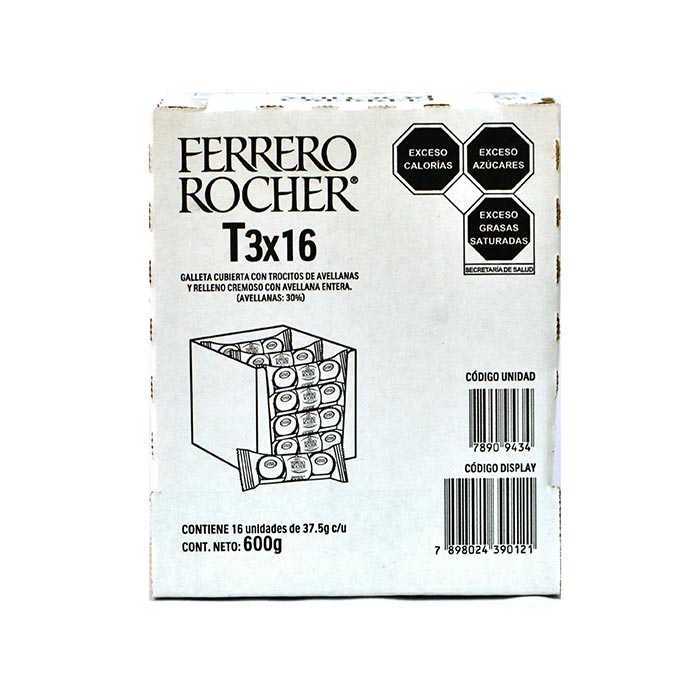 FERRERO
ROCHER®
T3x16
GALLETA CUBIERTA CON TROCITOS DE AVELLANAS
Y RELLENO CREMOSO CON AVELLANA ENTERA.
(AVELLANAS: 30%)
EXCESO
CALORÍAS
EXCESO
AZÚCARES
EXCESO
GRASAS
SATURADAS
SECRETARÍA DE SALUD
FERRERO
ROCHER
CÓDIGO UNIDAD
7890 9434
CÓDIGO DISPLAY
7 898024 390121
CONTIENE 16 unidades de 37.5g c/u
CONT. NETO: 600g